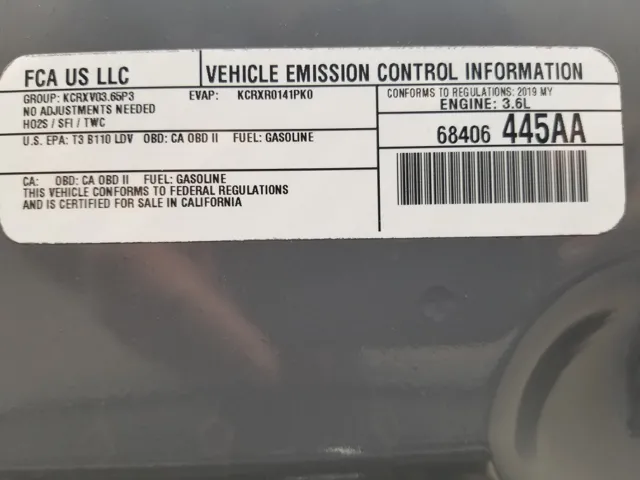 FCA US LLC
VEHICLE EMISSION CONTROL INFORMATION
GROUP: KCRXV03.65P3 EVAP: KCRXR0141PK0
NO ADJUSTMENTS NEEDED
HO2S / SFI / TWC
CONFORMS TO REGULATIONS: 2019 MY
ENGINE: 3.6L
U.S. EPA: T3 B110 LDV OBD: CA OBD II FUEL: GASOLINE
68406 445AA
CA: OBD: CA OBD II FUEL: GASOLINE
THIS VEHICLE CONFORMS TO FEDERAL REGULATIONS
AND IS CERTIFIED FOR SALE IN CALIFORNIA